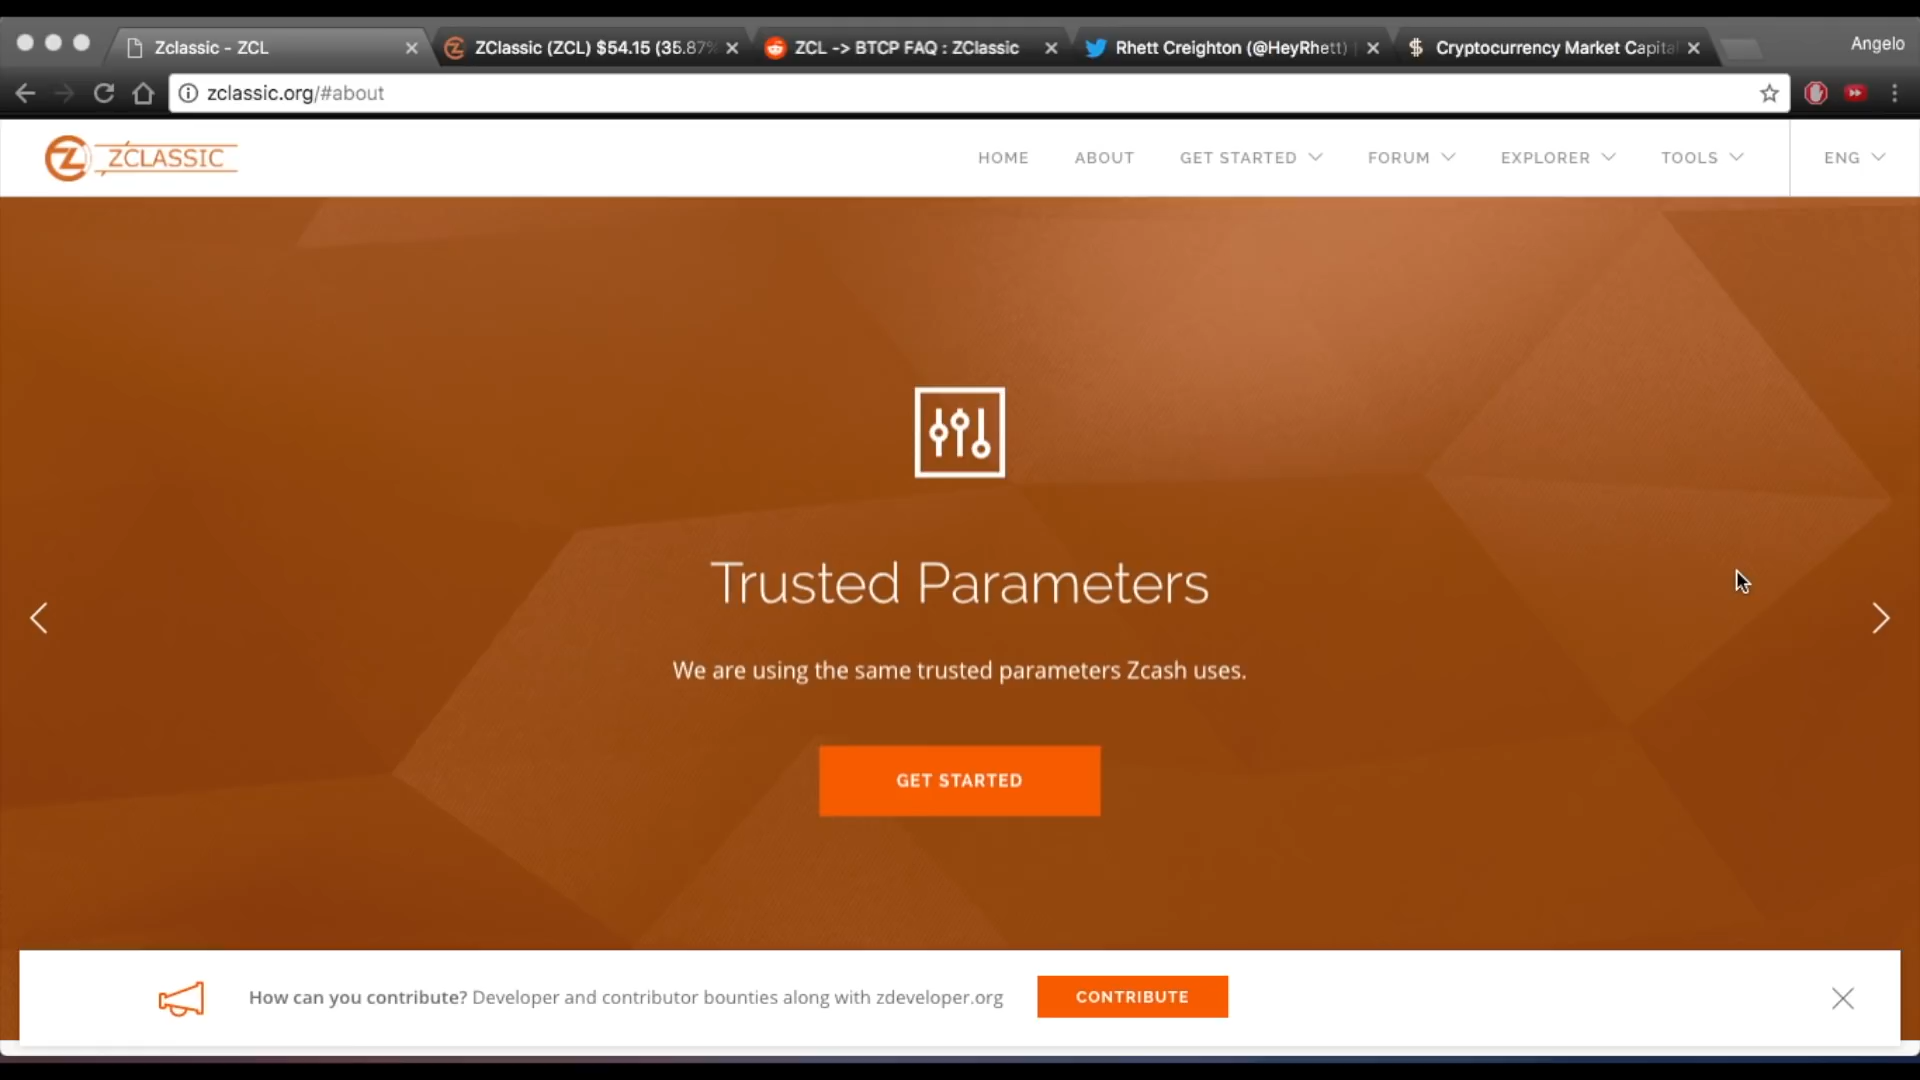 Zclassic - ZCL
ZClassic (ZCL) $54.15 (35.87%
ZCL -> BTCP FAQ : ZClassic
Rhett Creighton (@HeyRhett) |
Cryptocurrency Market Capital
Angelo
zclassic.org/#about
ZCLASSIC
HOME
ABOUT
GET STARTED
FORUM
EXPLORER
TOOLS
ENG
Trusted Parameters
We are using the same trusted parameters Zcash uses.
GET STARTED
How can you contribute? Developer and contributor bounties along with zdeveloper.org
CONTRIBUTE